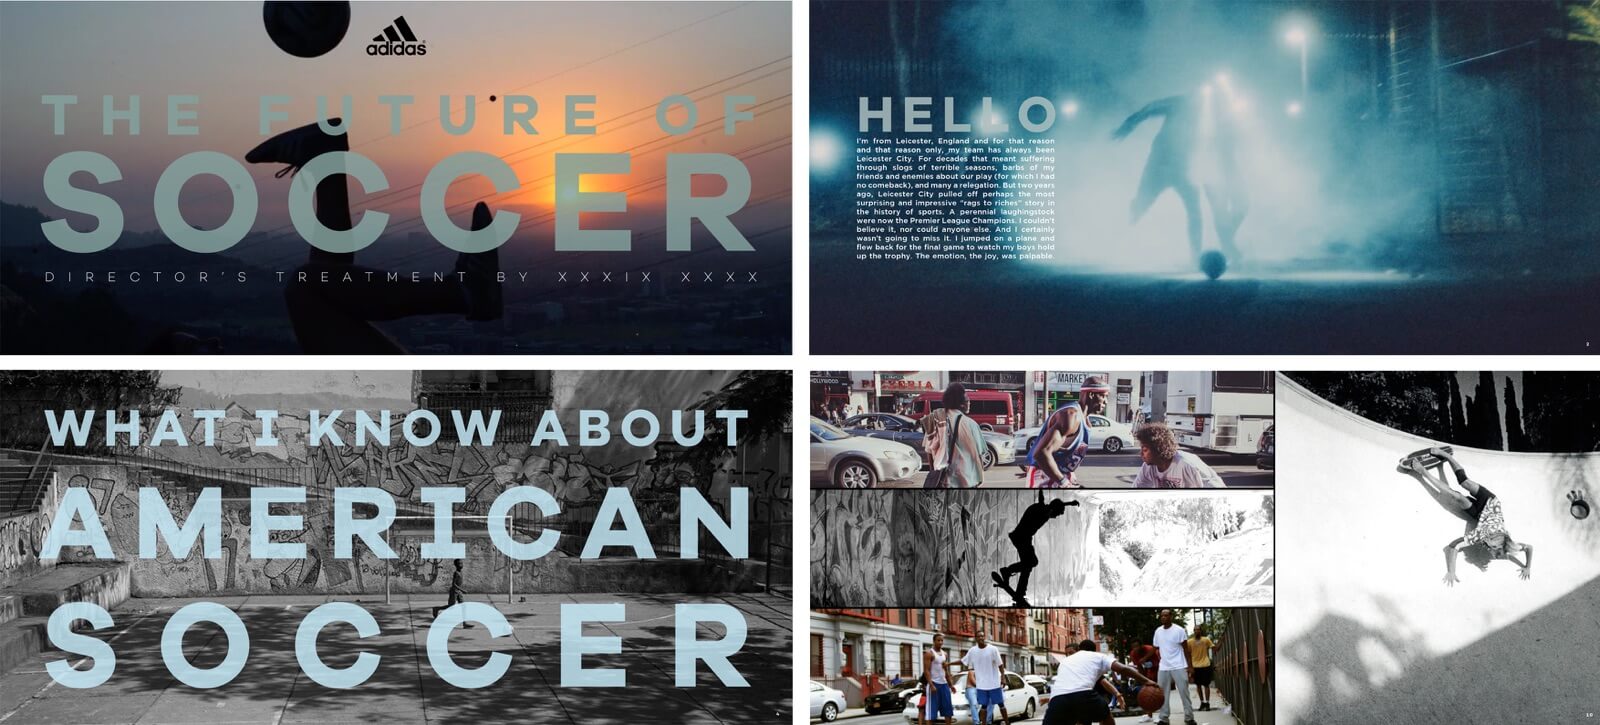 adidas
THE FUTURE OF
SOCCER
DIRECTOR'S TREATMENT BY XXXIX XXXX
HELLO
I'm from Leicester, England and for that reason
and that reason only, my team has always been
Leicester City. For decades that meant suffering
through slogs of terrible seasons, barbs of my
friends and enemies about our play (for which I had
no comeback), and many a relegation. But two years
ago, Leicester City pulled off perhaps the most
surprising and impressive "rags to riches" story in
the history of sports. A perennial laughingstock
were now the Premier League Champions. I couldn't
believe it, nor could anyone else. And I certainly
wasn't going to miss it. I jumped on a plane and
flew back for the final game to watch my boys hold
up the trophy. The emotion, the joy, was palpable.
2
WHAT I KNOW ABOUT
AMERICAN
SOCCER
4
HOLLYWOOD
PIZZERIA
MARKET
10